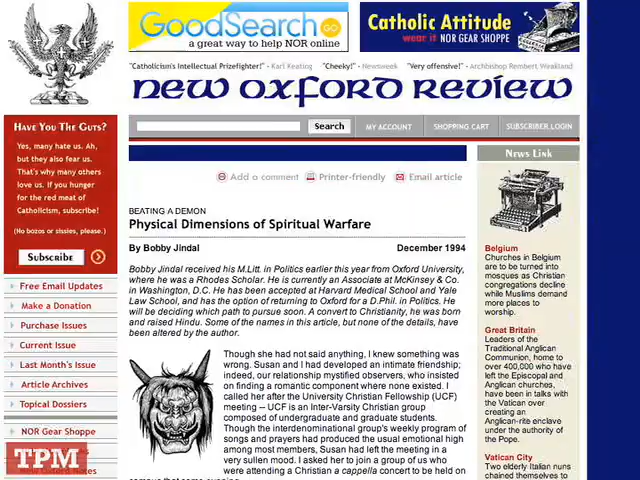 GoodSearch GO
a great way to help NOR online
Catholic Attitude
wear it NOR GEAR SHOPPE
"Catholicism's Intellectual Prizefighter!" - Karl Keating "Cheeky!" - Newsweek "Very offensive!" - Archbishop Rembert Weakland
NEW OXFORD REVIEW
Search
MY ACCOUNT
SHOPPING CART
SUBSCRIBER LOGIN
HAVE YOU THE GUTS?
Yes, many hate us. Ah,
but they also fear us.
That's why many others
love us. If you hunger
for the red meat of
Catholicism, subscribe!
(No bozos or sissies, please.)
Subscribe
Free Email Updates
Make a Donation
Purchase Issues
Current Issue
Last Month's Issue
Article Archives
Topical Dossiers
NOR Gear Shoppe
New Oxford Notes
TPM
Add a comment Printer-friendly Email article
BEATING A DEMON
Physical Dimensions of Spiritual Warfare
By Bobby Jindal December 1994
Bobby Jindal received his M.Litt. in Politics earlier this year from Oxford University,
where he was a Rhodes Scholar. He is currently an Associate at McKinsey & Co.
in Washington, D.C. He has been accepted at Harvard Medical School and Yale
Law School, and has the option of returning to Oxford for a D.Phil. in Politics. He
will be deciding which path to pursue soon. A convert to Christianity, he was born
and raised Hindu. Some of the names in this article, but none of the details, have
been altered by the author.
Though she had not said anything, I knew something was
wrong. Susan and I had developed an intimate friendship;
indeed, our relationship mystified observers, who insisted
on finding a romantic component where none existed. I
called her after the University Christian Fellowship (UCF)
meeting — UCF is an Inter-Varsity Christian group
composed of undergraduate and graduate students.
Though the interdenominational group's weekly program of
songs and prayers had produced the usual emotional high
among most members, Susan had left the meeting in a
very sullen mood. I asked her to join a group of us who
were attending a Christian a cappella concert to be held on
News Link
Belgium
Churches in Belgium
are to be turned into
mosques as Christian
congregations decline
while Muslims demand
more places to
worship.
Great Britain
Leaders of the
Traditional Anglican
Communion, home to
over 400,000 who have
left the Episcopal and
Anglican churches,
have been in talks with
the Vatican over
creating an
Anglican-rite enclave
under the authority of
the Pope.
Vatican City
Two elderly Italian nuns
chained themselves to